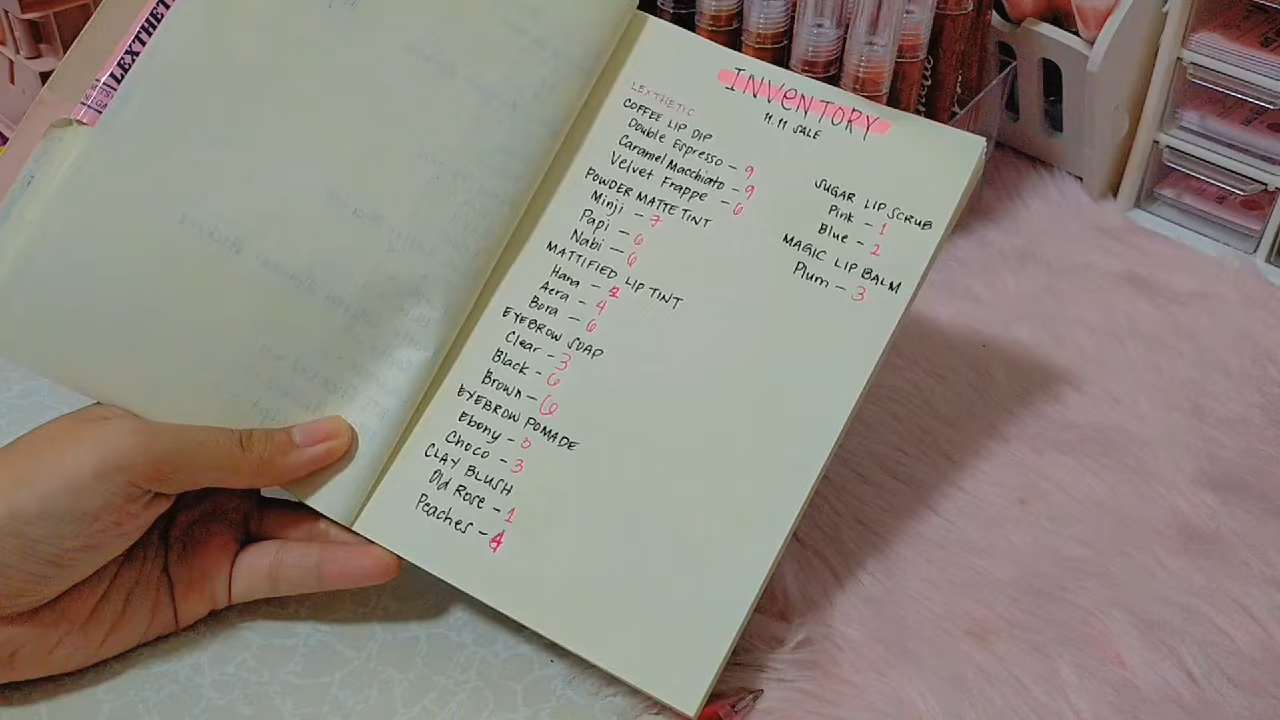 LEXTHETIC
INVENTORY
11.11 SALE
LEXTHETIC
COFFEE LIP DIP
Double Espresso - 9
Caramel Macchiato - 9
Velvet Frappe - 6
POWDER MATTE TINT
Minji - 7
Papi - 6
Nabi - 6
MATTIFIED LIP TINT
Hana -
Aera - 4
Bora - 6
EYEBROW SOAP
Clear - 3
Black - 6
Brown - 6
EYEBROW POMADE
Ebony -
Choco - 3
CLAY BLUSH
Old Rose - 1
Peaches - 4
SUGAR LIP SCRUB
Pink - 1
Blue - 2
MAGIC LIP BALM
Plum - 3